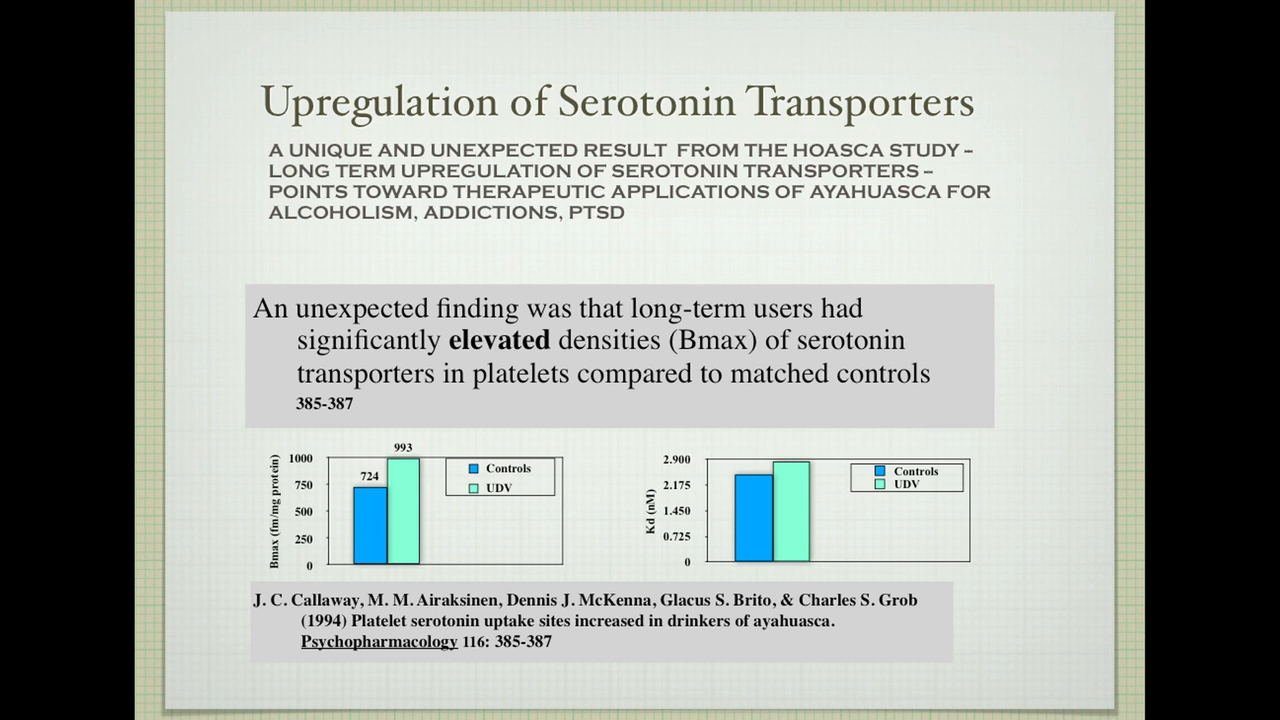 Upregulation of Serotonin Transporters
A UNIQUE AND UNEXPECTED RESULT FROM THE HOASCA STUDY –
LONG TERM UPREGULATION OF SEROTONIN TRANSPORTERS –
POINTS TOWARD THERAPEUTIC APPLICATIONS OF AYAHUASCA FOR
ALCOHOLISM, ADDICTIONS, PTSD
An unexpected finding was that long-term users had
significantly elevated densities (Bmax) of serotonin
transporters in platelets compared to matched controls
385-387
Bmax (fm/mg protein)
1000
750
500
250
0
724
993
Controls
UDV
Kd (nM)
2.900
2.175
1.450
0.725
0
Controls
UDV
J. C. Callaway, M. M. Airaksinen, Dennis J. McKenna, Glacus S. Brito, & Charles S. Grob
(1994) Platelet serotonin uptake sites increased in drinkers of ayahuasca.
Psychopharmacology 116: 385-387